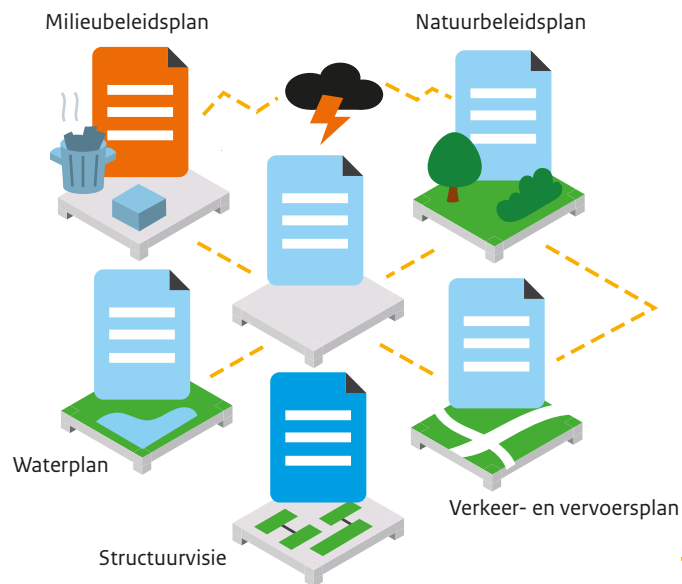 Milieubeleidsplan
Natuurbeleidsplan
Waterplan
Verkeer- en vervoersplan
Structuurvisie